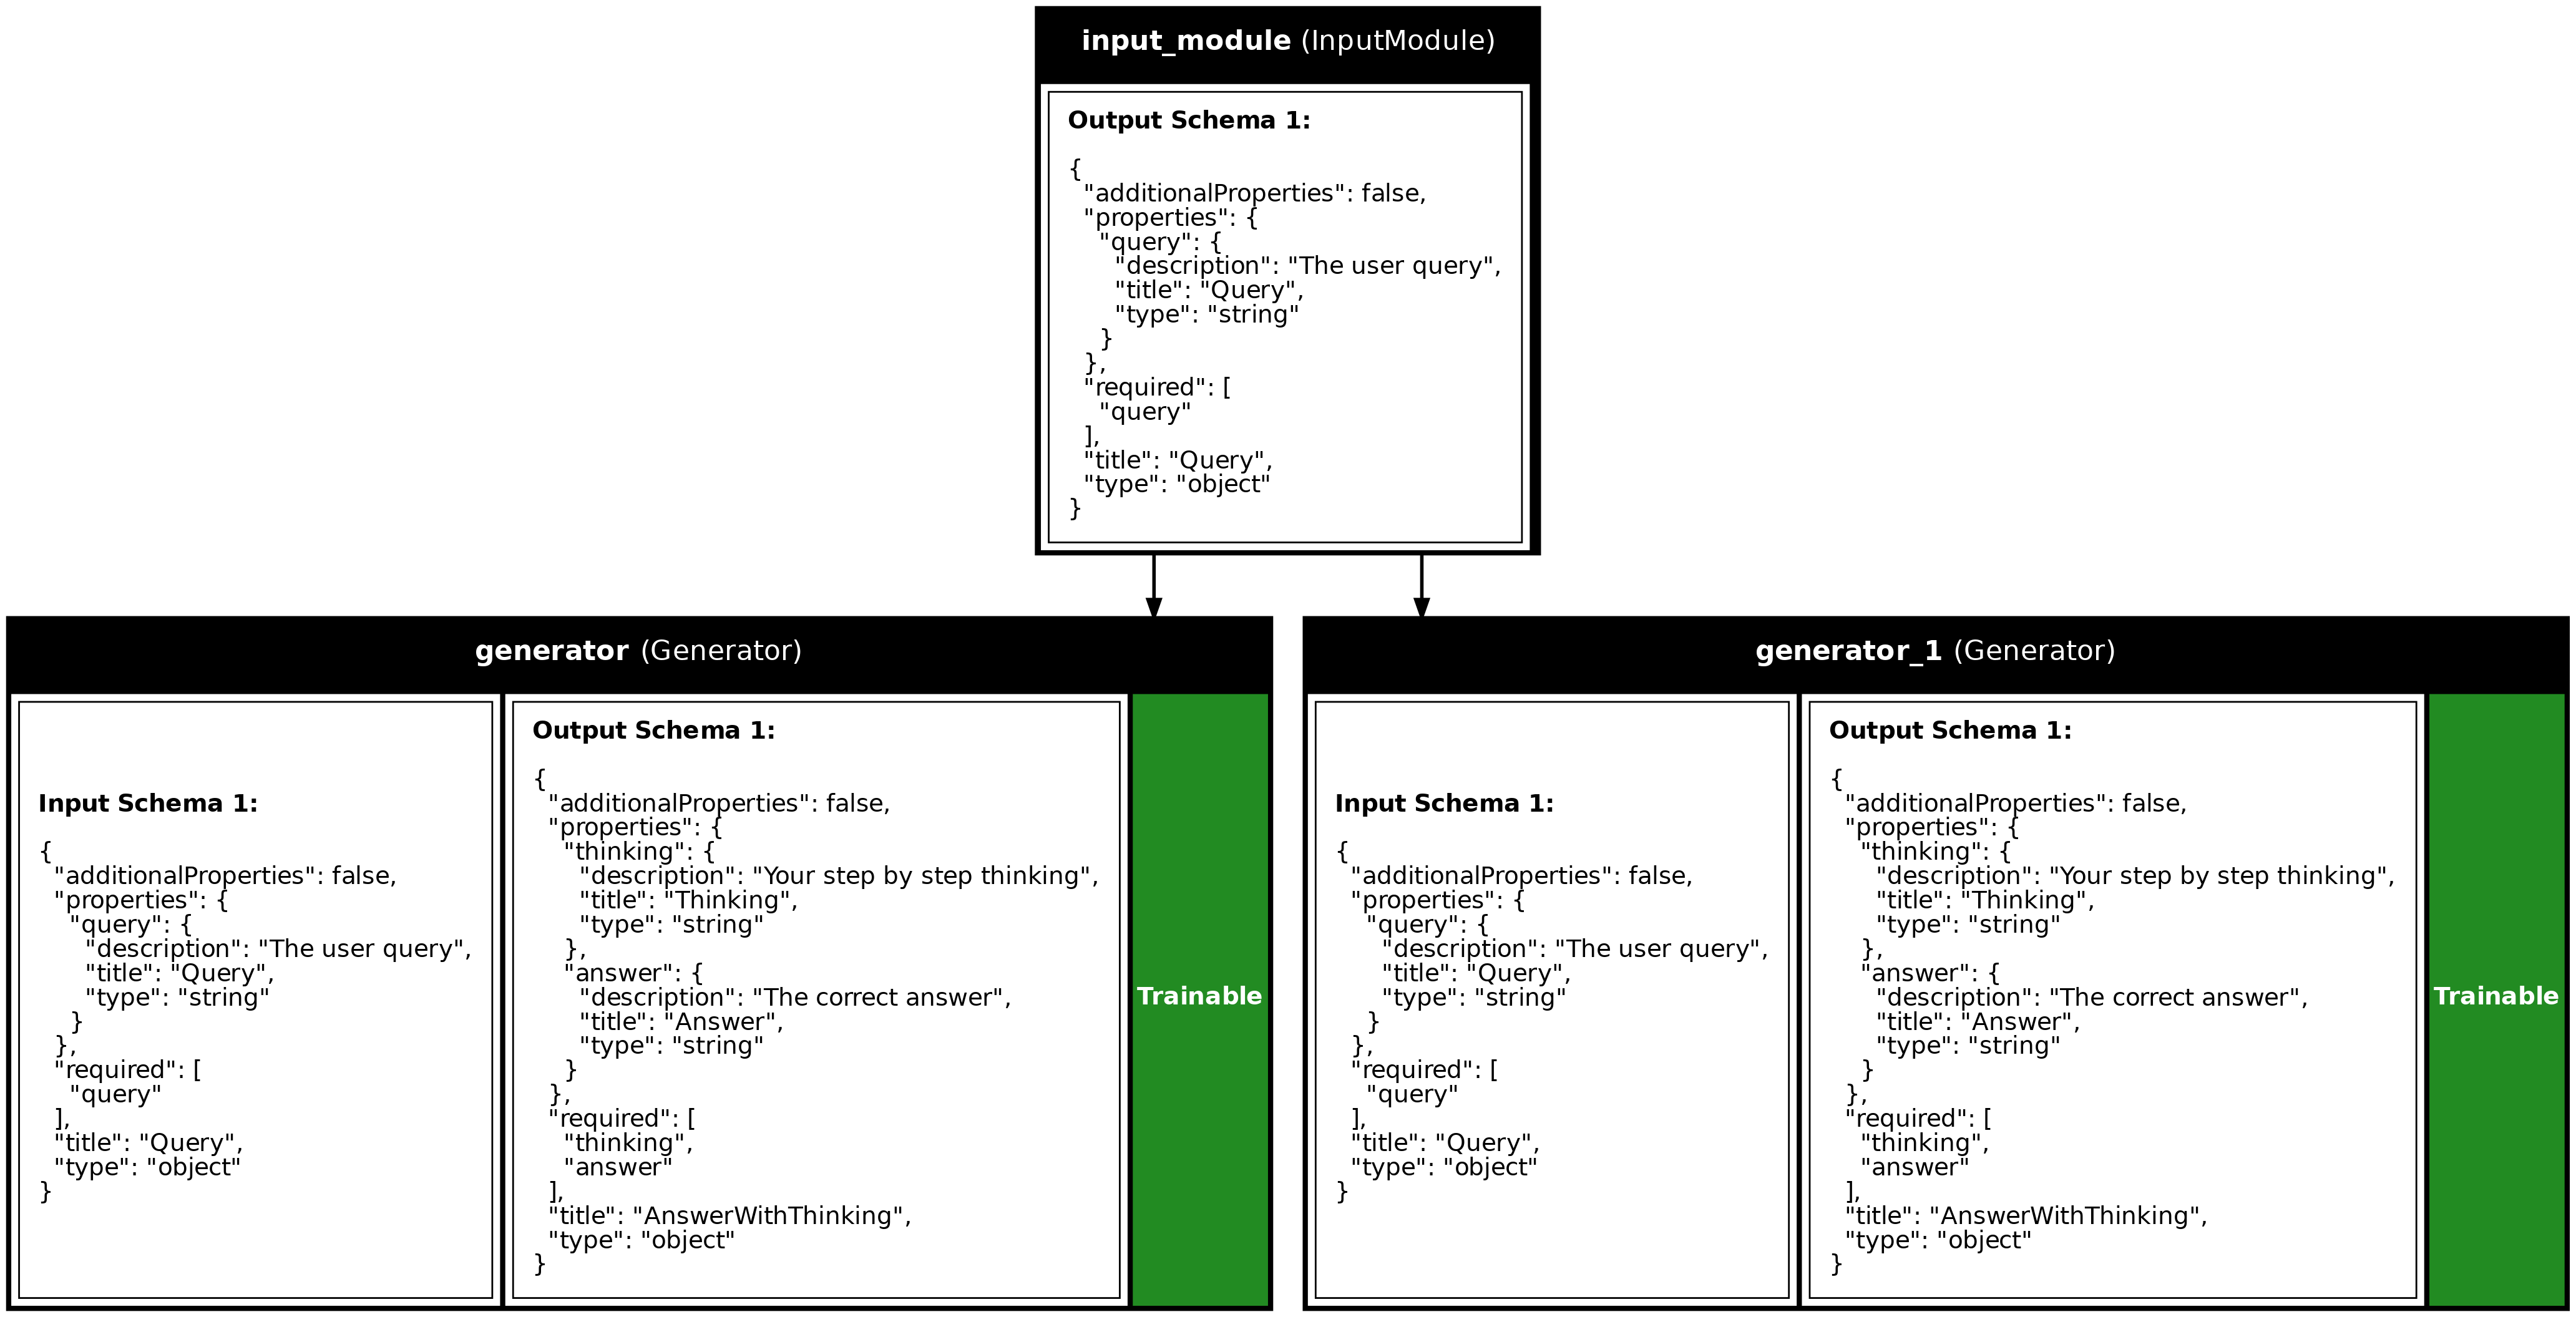 input_module (InputModule)
Output Schema 1:
{
  "additionalProperties": false,
  "properties": {
    "query": {
      "description": "The user query",
      "title": "Query",
      "type": "string"
    }
  },
  "required": [
    "query"
  ],
  "title": "Query",
  "type": "object"
}
generator (Generator)
Input Schema 1:
{
  "additionalProperties": false,
  "properties": {
    "query": {
      "description": "The user query",
      "title": "Query",
      "type": "string"
    }
  },
  "required": [
    "query"
  ],
  "title": "Query",
  "type": "object"
}
Output Schema 1:
{
  "additionalProperties": false,
  "properties": {
    "thinking": {
      "description": "Your step by step thinking",
      "title": "Thinking",
      "type": "string"
    },
    "answer": {
      "description": "The correct answer",
      "title": "Answer",
      "type": "string"
    }
  },
  "required": [
    "thinking",
    "answer"
  ],
  "title": "AnswerWithThinking",
  "type": "object"
}
Trainable
generator_1 (Generator)
Input Schema 1:
{
  "additionalProperties": false,
  "properties": {
    "query": {
      "description": "The user query",
      "title": "Query",
      "type": "string"
    }
  },
  "required": [
    "query"
  ],
  "title": "Query",
  "type": "object"
}
Output Schema 1:
{
  "additionalProperties": false,
  "properties": {
    "thinking": {
      "description": "Your step by step thinking",
      "title": "Thinking",
      "type": "string"
    },
    "answer": {
      "description": "The correct answer",
      "title": "Answer",
      "type": "string"
    }
  },
  "required": [
    "thinking",
    "answer"
  ],
  "title": "AnswerWithThinking",
  "type": "object"
}
Trainable